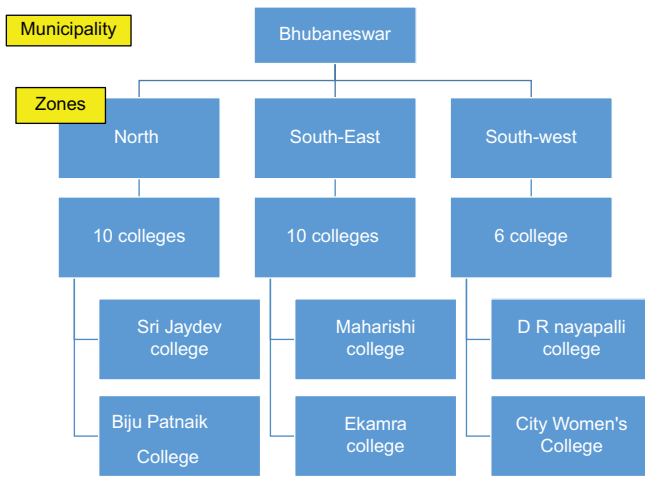 Municipality
Bhubaneswar
Zones
North
South-East
South-west
10 colleges
10 colleges
6 college
Sri Jaydev
college
Maharishi
college
D R nayapalli
college
Biju Patnaik
College
Ekamra
college
City Women's
College